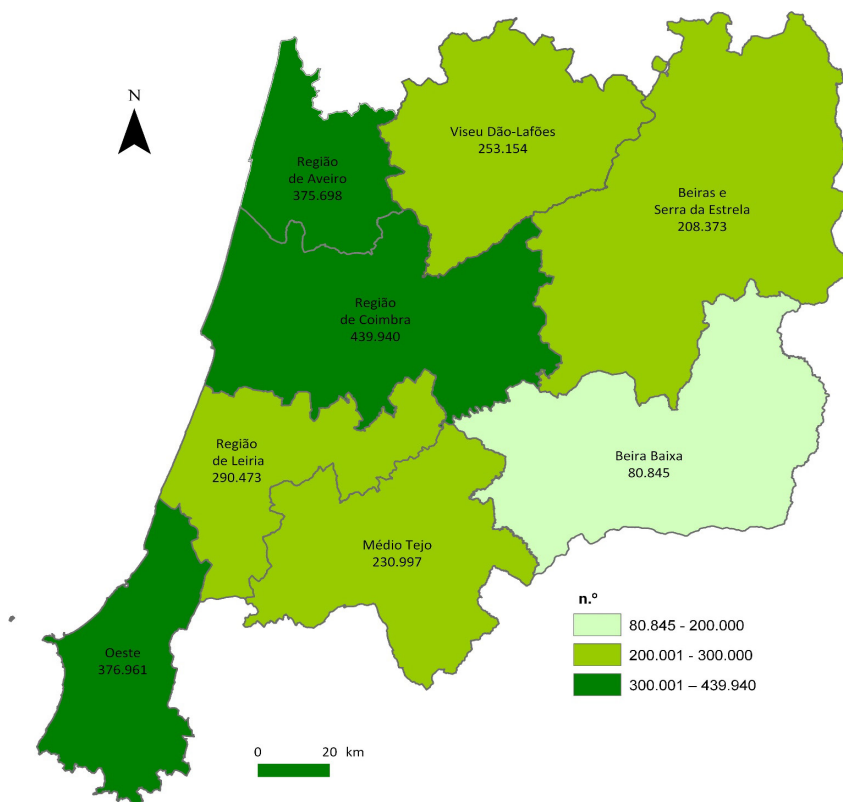 N
Viseu Dão-Lafões
253.154
Região
de Aveiro
375.698
Beiras e
Serra da Estrela
208.373
Região
de Coimbra
439.940
Região
de Leiria
290.473
Beira Baixa
80.845
Médio Tejo
230.997
Oeste
376.961
n.º
80.845 - 200.000
200.001 - 300.000
300.001 – 439.940
0 20 km